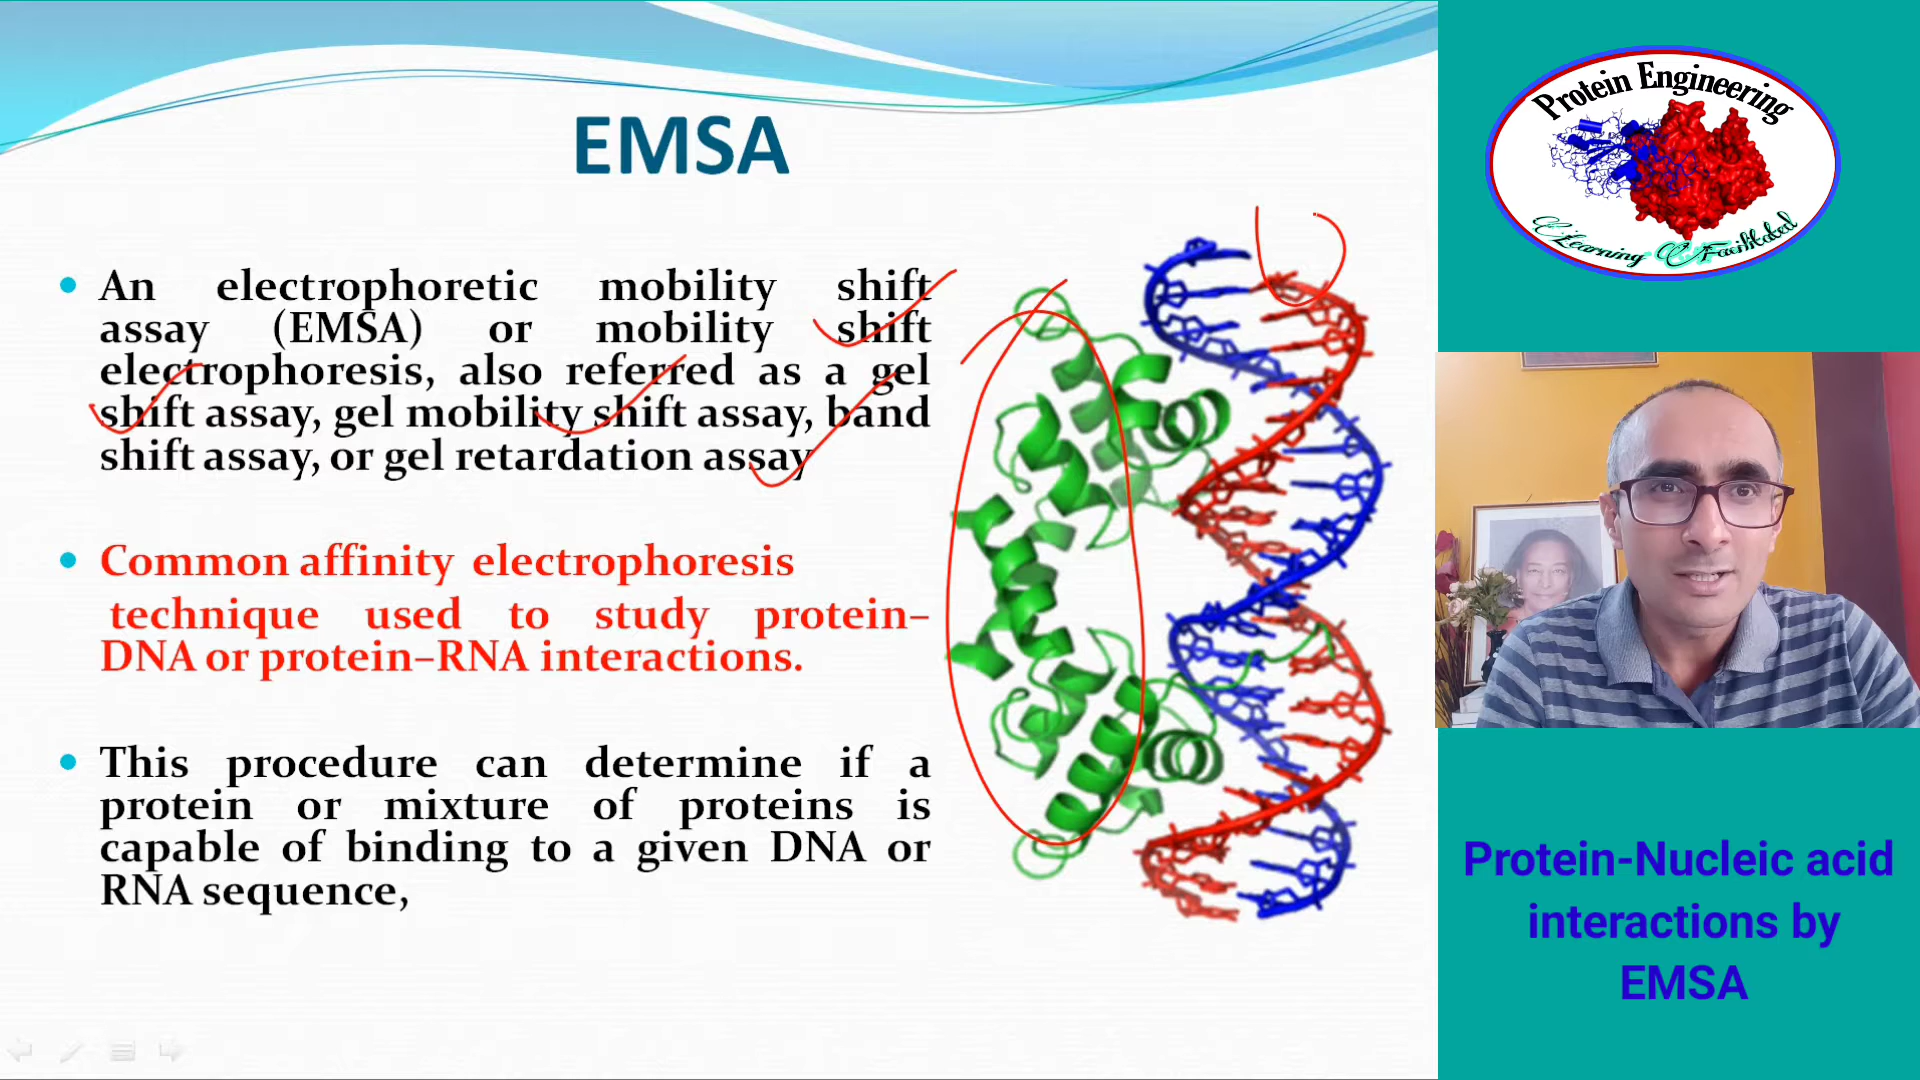 EMSA
An electrophoretic mobility shift
assay (EMSA) or mobility shift
electrophoresis, also referred as a gel
shift assay, gel mobility shift assay, band
shift assay, or gel retardation assay
Common affinity electrophoresis
technique used to study protein–
DNA or protein–RNA interactions.
This procedure can determine if a
protein or mixture of proteins is
capable of binding to a given DNA or
RNA sequence,
Protein Engineering
Learning Facilitated
Protein-Nucleic acid
interactions by
EMSA